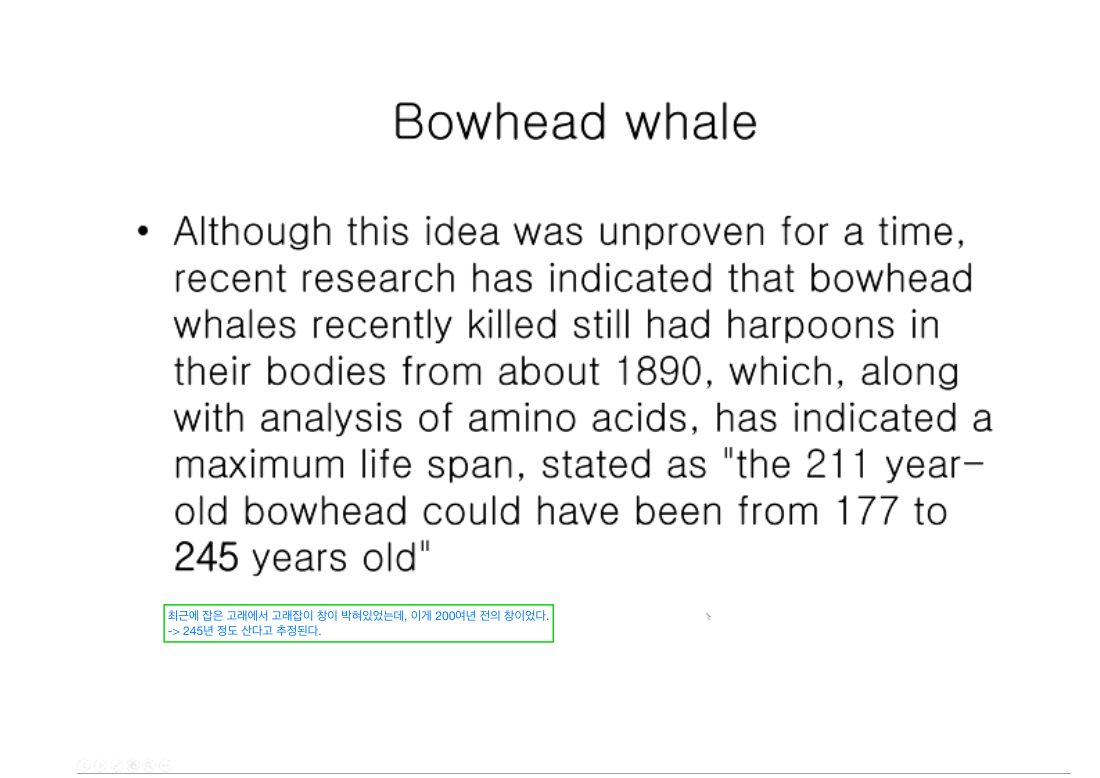 Bowhead whale
• Although this idea was unproven for a time,
recent research has indicated that bowhead
whales recently killed still had harpoons in
their bodies from about 1890, which, along
with analysis of amino acids, has indicated a
maximum life span, stated as "the 211 year-
old bowhead could have been from 177 to
245 years old"
최근에 잡은 고래에서 고래잡이 창이 박혀있었는데, 이게 200여년 전의 창이었다.
-> 245년 정도 산다고 추정된다.